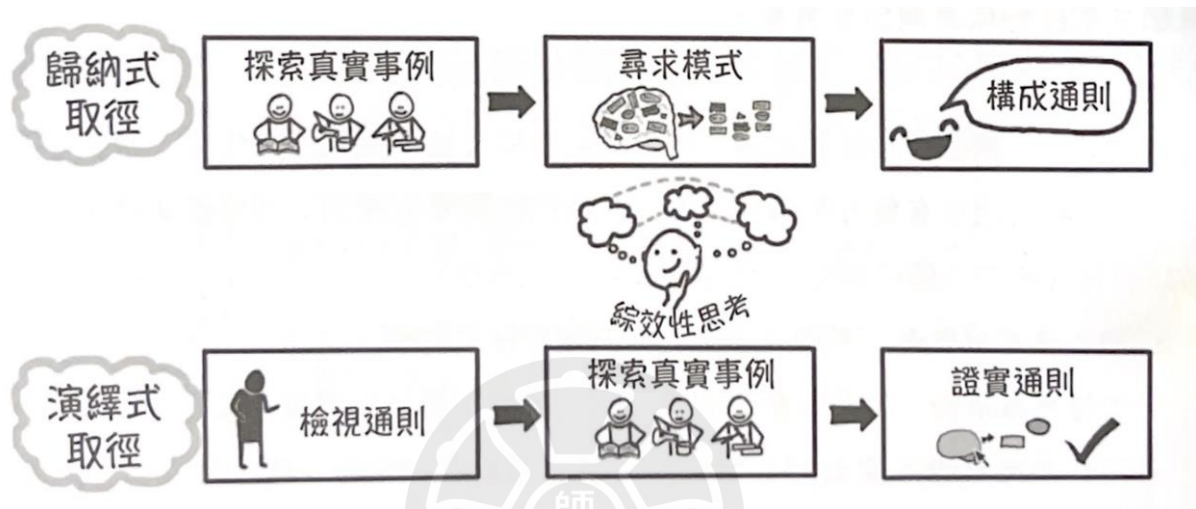 歸納式
取徑
探索真實事例
尋求模式
構成通則
綜效性思考
演繹式
取徑
檢視通則
探索真實事例
證實通則
師